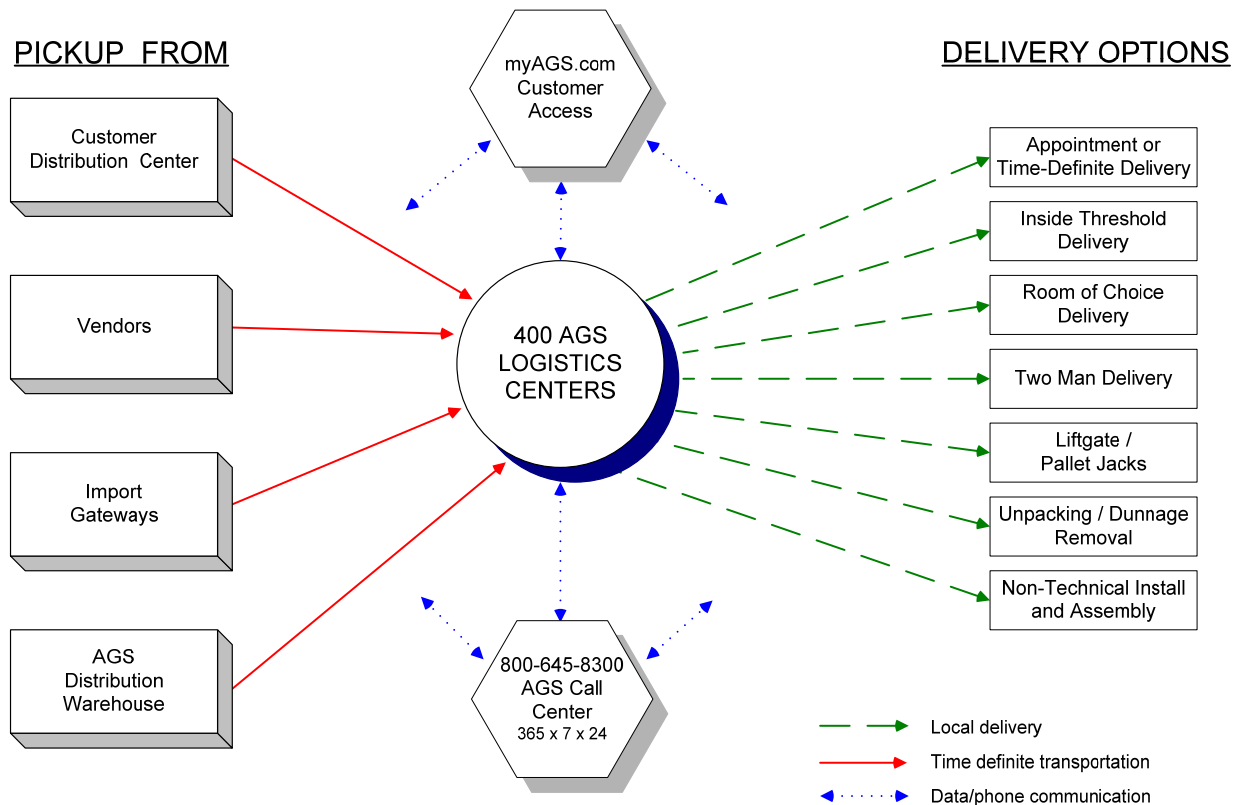 PICKUP FROM
Customer
Distribution Center
Vendors
Import
Gateways
AGS
Distribution
Warehouse
myAGS.com
Customer
Access
400 AGS
LOGISTICS
CENTERS
800-645-8300
AGS Call
Center
365 x 7 x 24
DELIVERY OPTIONS
Appointment or
Time-Definite Delivery
Inside Threshold
Delivery
Room of Choice
Delivery
Two Man Delivery
Liftgate /
Pallet Jacks
Unpacking / Dunnage
Removal
Non-Technical Install
and Assembly
Local delivery
Time definite transportation
Data/phone communication